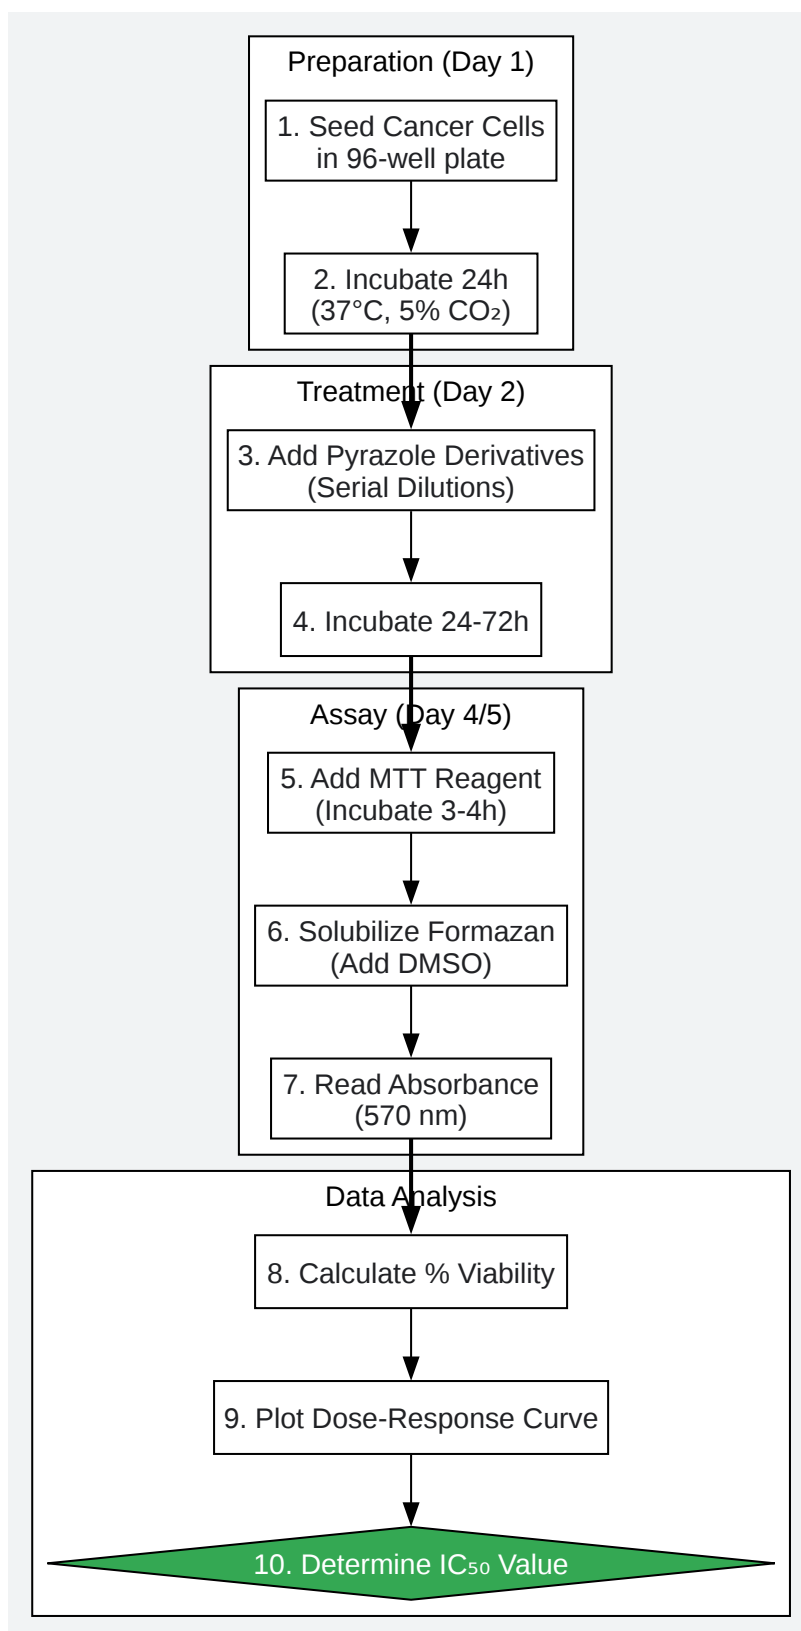 Preparation (Day 1)
1. Seed Cancer Cells
in 96-well plate
2. Incubate 24h
(37°C, 5% CO₂)
Treatment (Day 2)
3. Add Pyrazole Derivatives
(Serial Dilutions)
4. Incubate 24-72h
Assay (Day 4/5)
5. Add MTT Reagent
(Incubate 3-4h)
6. Solubilize Formazan
(Add DMSO)
7. Read Absorbance
(570 nm)
Data Analysis
8. Calculate % Viability
9. Plot Dose-Response Curve
10. Determine IC₅₀ Value